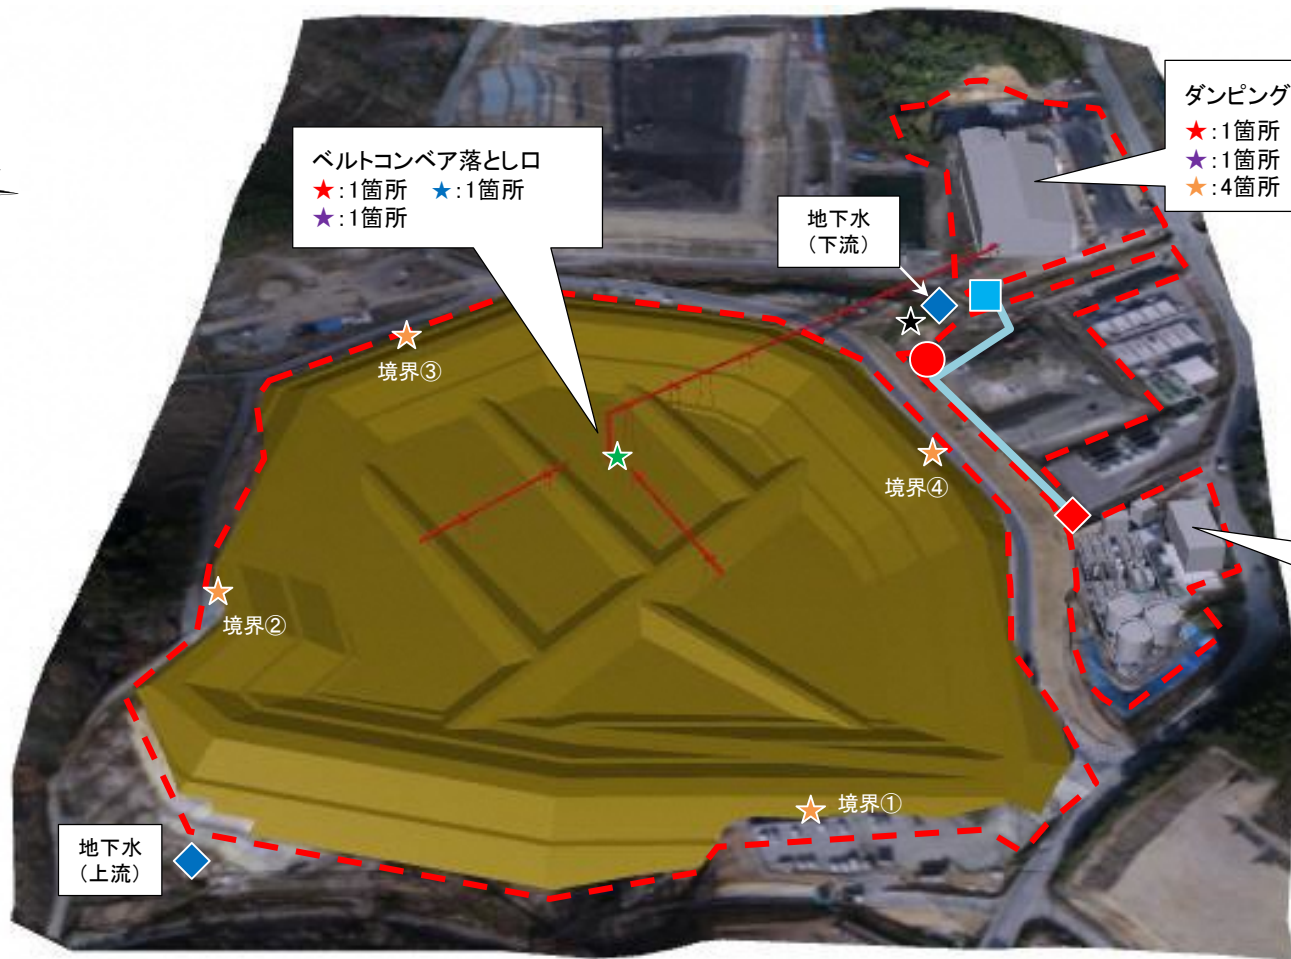 ベルトコンベア落とし口
★:1箇所 ★:1箇所
★:1箇所
ダンピング
★:1箇所
★:1箇所
★:4箇所
地下水
(下流)
境界③
境界④
境界②
境界①
地下水
(上流)